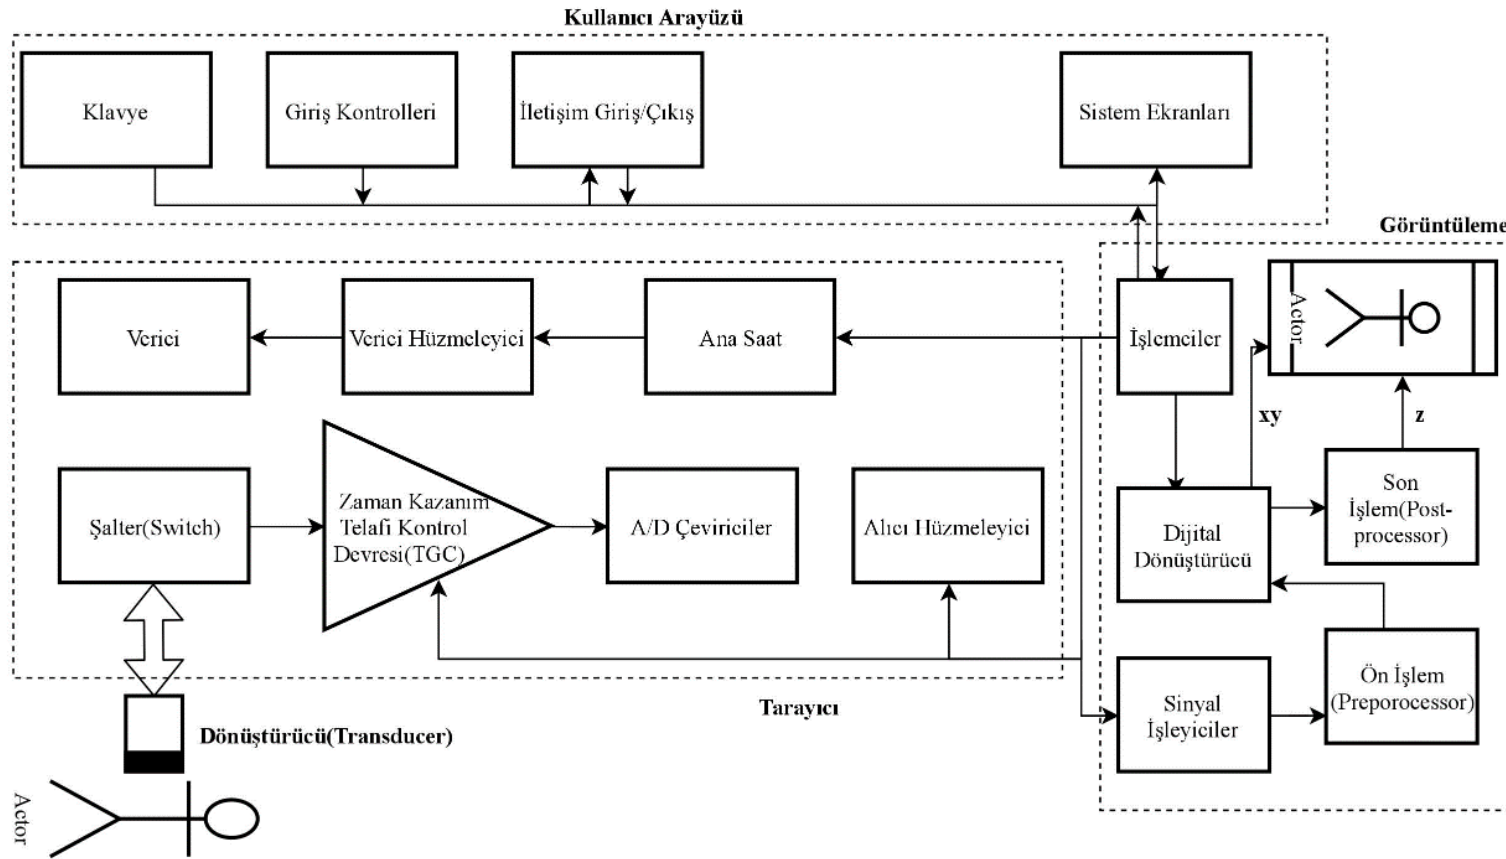 Kullanıcı Arayüzü
Klavye
Giriş Kontrolleri
İletişim Giriş/Çıkış
Sistem Ekranları
Görüntüleme
Verici
Verici Hüzmeleyici
Ana Saat
İşlemciler
Actor
xy
z
Şalter(Switch)
Zaman Kazanım
Telafi Kontrol
Devresi(TGC)
A/D Çeviriciler
Alıcı Hüzmeleyici
Dijital
Dönüştürücü
Son
İşlem(Post-
processor)
Sinyal
İşleyiciler
Ön İşlem
(Preporocessor)
Tarayıcı
Dönüştürücü(Transducer)
Actor